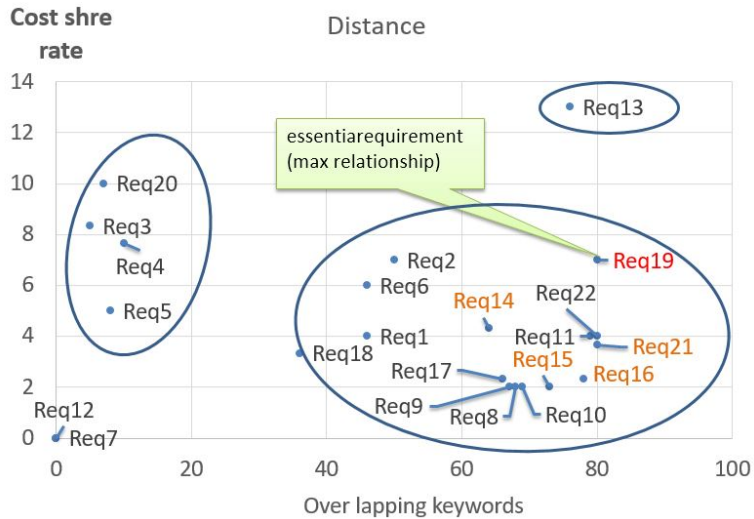 Cost shre
rate
Distance
14
12
10
8
6
4
2
0
0
20
40
60
80
100
Req13
essentiarequirement
(max relationship)
Req20
Req3
Req4
Req5
Req2
Req19
Req6
Req14
Req22
Req1
Req11
Req21
Req18
Req15
Req17
Req16
Req9
Req8
Req10
Req12
Req7
Over lapping keywords